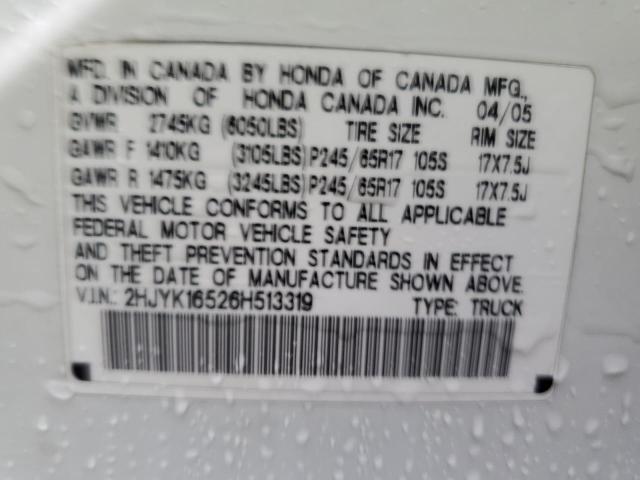 MFD. IN CANADA BY HONDA OF CANADA MFG.,
A DIVISION OF HONDA CANADA INC. 04/05
GVWR 2745KG (6050LBS) TIRE SIZE RIM SIZE
GAWR F 1410KG (3105LBS) P245/65R17 105S 17X7.5J
GAWR R 1475KG (3245LBS) P245/65R17 105S 17X7.5J
THIS VEHICLE CONFORMS TO ALL APPLICABLE
FEDERAL MOTOR VEHICLE SAFETY
AND THEFT PREVENTION STANDARDS IN EFFECT
ON THE DATE OF MANUFACTURE SHOWN ABOVE.
V.I.N.: 2HJYK16526H513319 TYPE: TRUCK